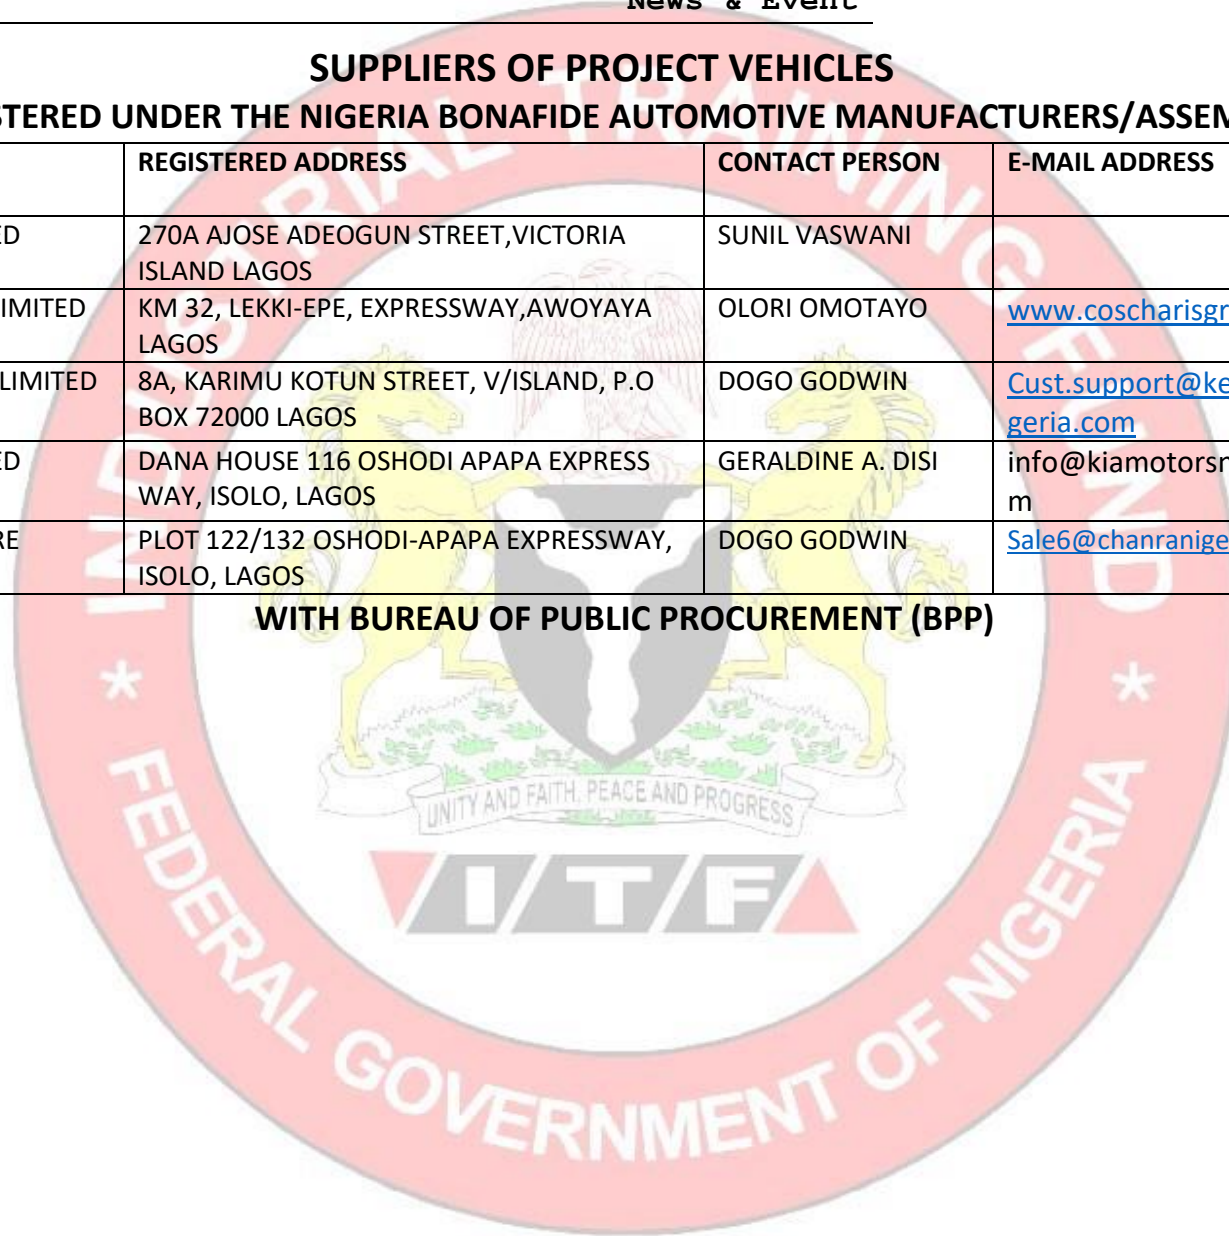 News & Event
SUPPLIERS OF PROJECT VEHICLES
STERED UNDER THE NIGERIA BONAFIDE AUTOMOTIVE MANUFACTURERS/ASSEM
REGISTERED ADDRESS CONTACT PERSON E-MAIL ADDRESS
ED 270A AJOSE ADEOGUN STREET,VICTORIA SUNIL VASWANI
ISLAND LAGOS
IMITED KM 32, LEKKI-EPE, EXPRESSWAY,AWOYAYA OLORI OMOTAYO www.coscharisgr
LAGOS
LIMITED 8A, KARIMU KOTUN STREET, V/ISLAND, P.O DOGO GODWIN Cust.support@ke
BOX 72000 LAGOS geria.com
ED DANA HOUSE 116 OSHODI APAPA EXPRESS GERALDINE A. DISI info@kiamotorsn
WAY, ISOLO, LAGOS m
RE PLOT 122/132 OSHODI-APAPA EXPRESSWAY, DOGO GODWIN Sale6@chanranige
ISOLO, LAGOS
WITH BUREAU OF PUBLIC PROCUREMENT (BPP)
INDUSTRIAL TRAINING FUND
UNITY AND FAITH, PEACE AND PROGRESS
ITF
FEDERAL GOVERNMENT OF NIGERIA